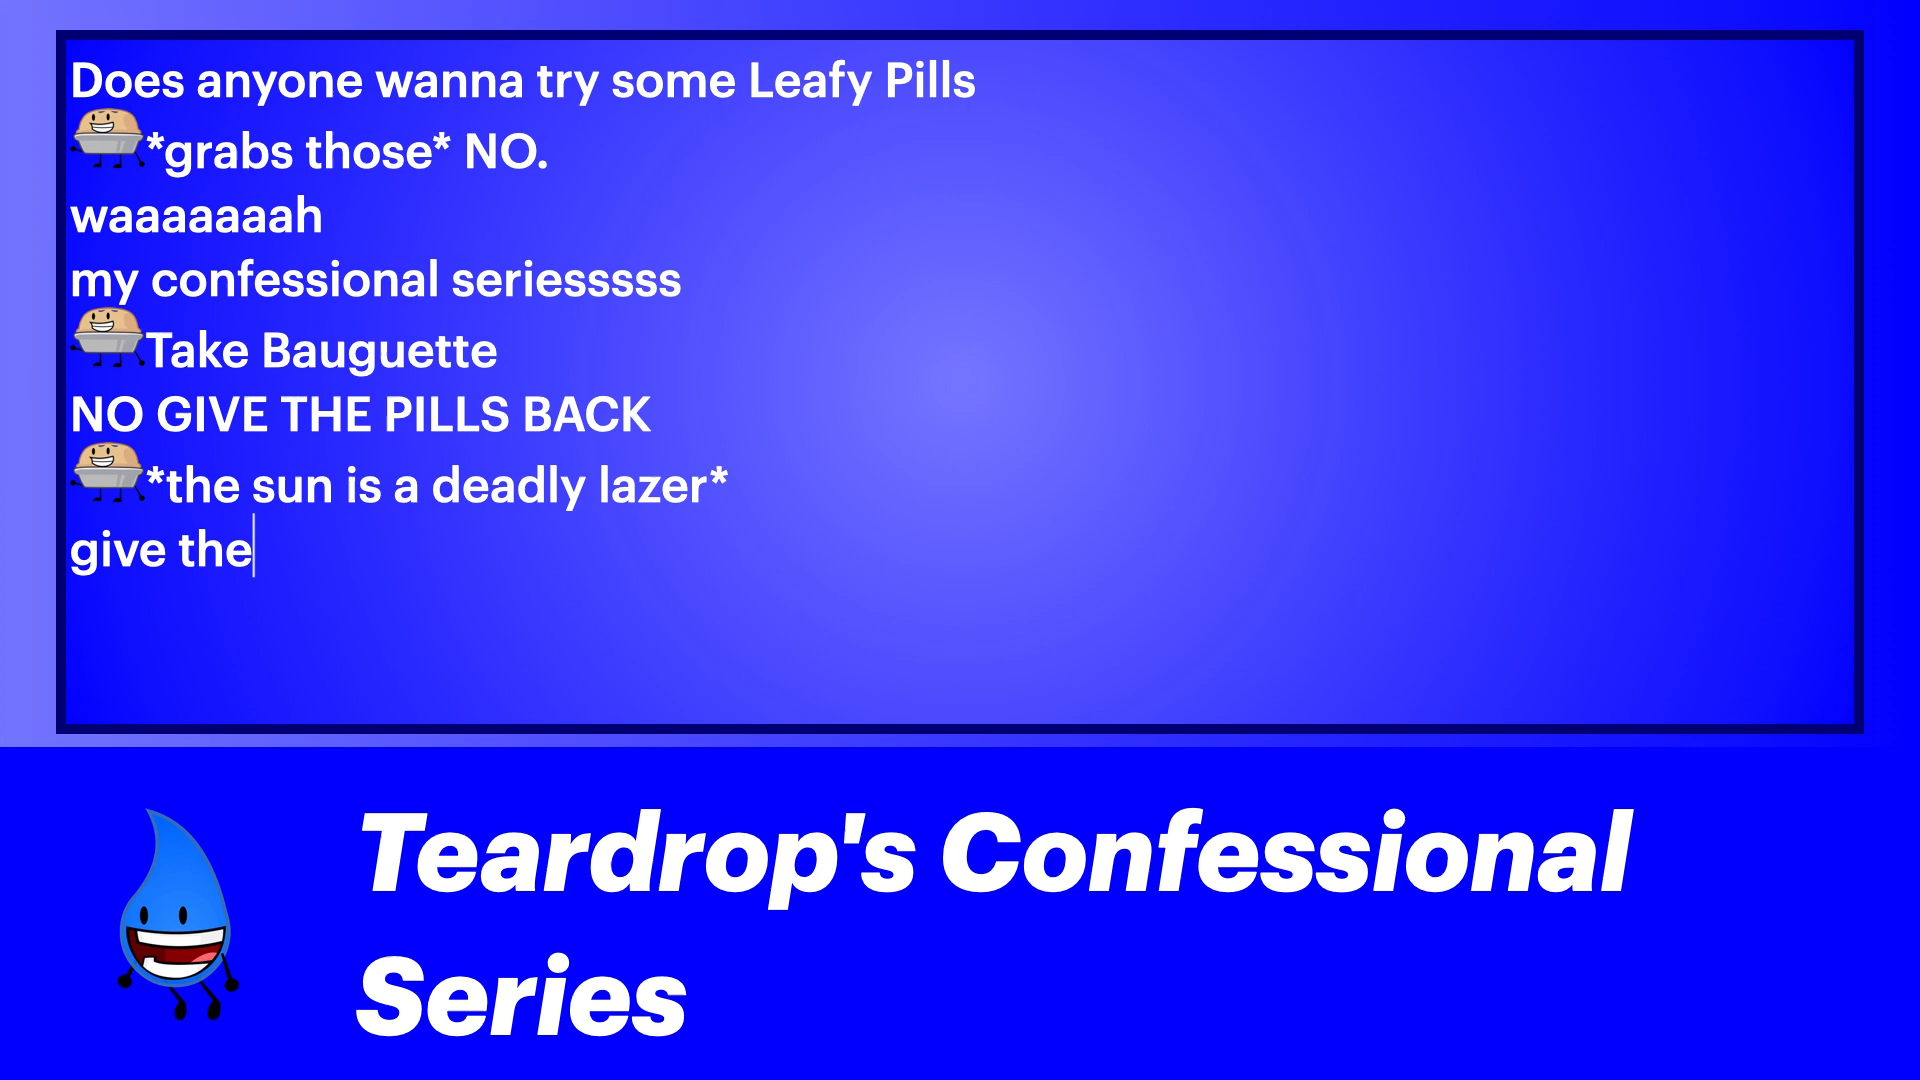 Does anyone wanna try some Leafy Pills
*grabs those* NO.
waaaaaaah
my confessional seriesssss
Take Bauguette
NO GIVE THE PILLS BACK
*the sun is a deadly lazer*
give the
Teardrop's Confessional
Series